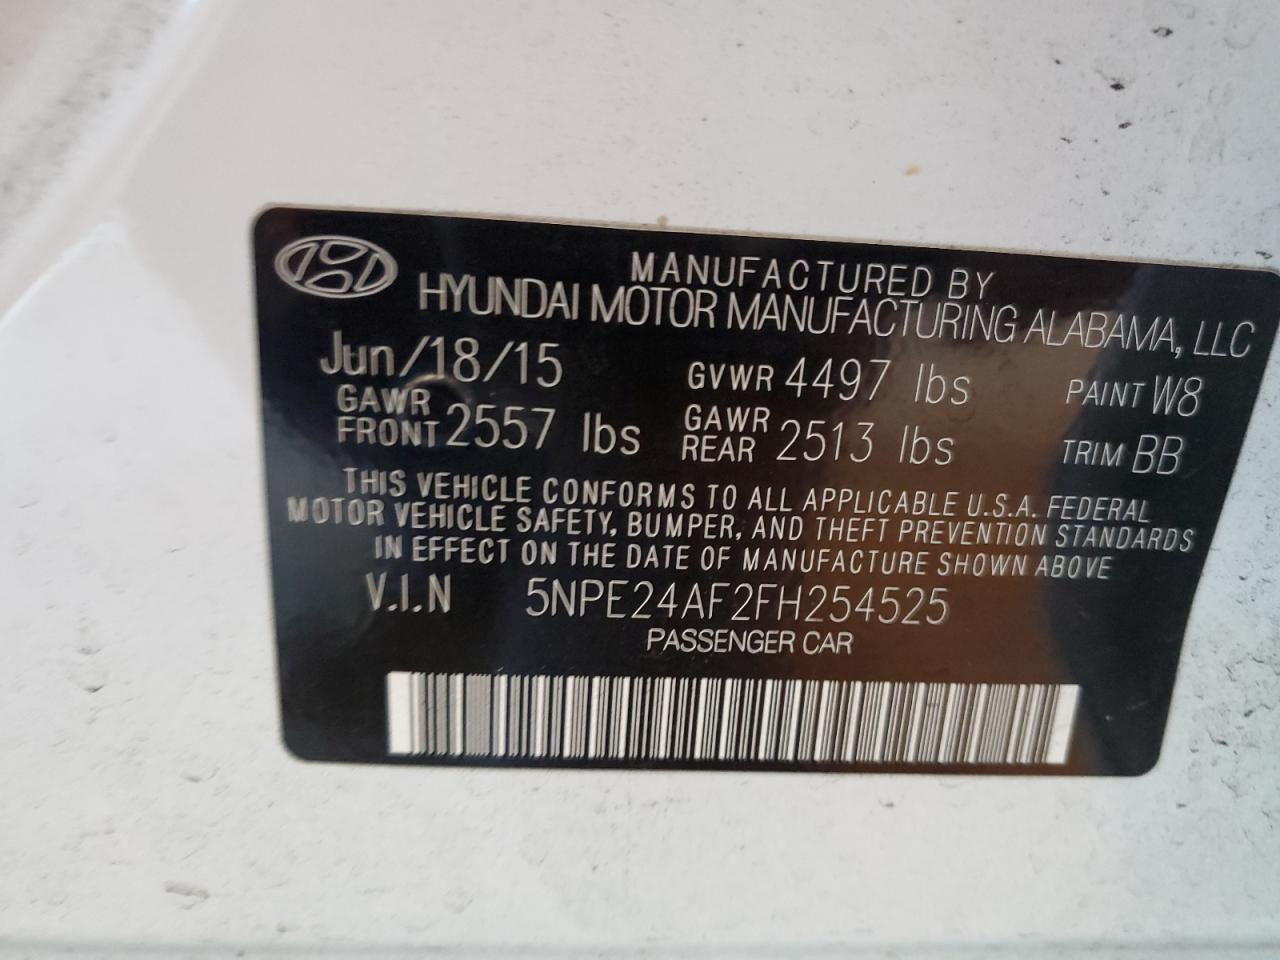 MANUFACTURED BY
HYUNDAI MOTOR MANUFACTURING ALABAMA, LLC
Jun/18/15 GVWR 4497 lbs PAINT W8
GAWR FRONT 2557 lbs GAWR REAR 2513 lbs TRIM BB
THIS VEHICLE CONFORMS TO ALL APPLICABLE U.S.A. FEDERAL
MOTOR VEHICLE SAFETY, BUMPER, AND THEFT PREVENTION STANDARDS
IN EFFECT ON THE DATE OF MANUFACTURE SHOWN ABOVE
V.I.N 5NPE24AF2FH254525
PASSENGER CAR